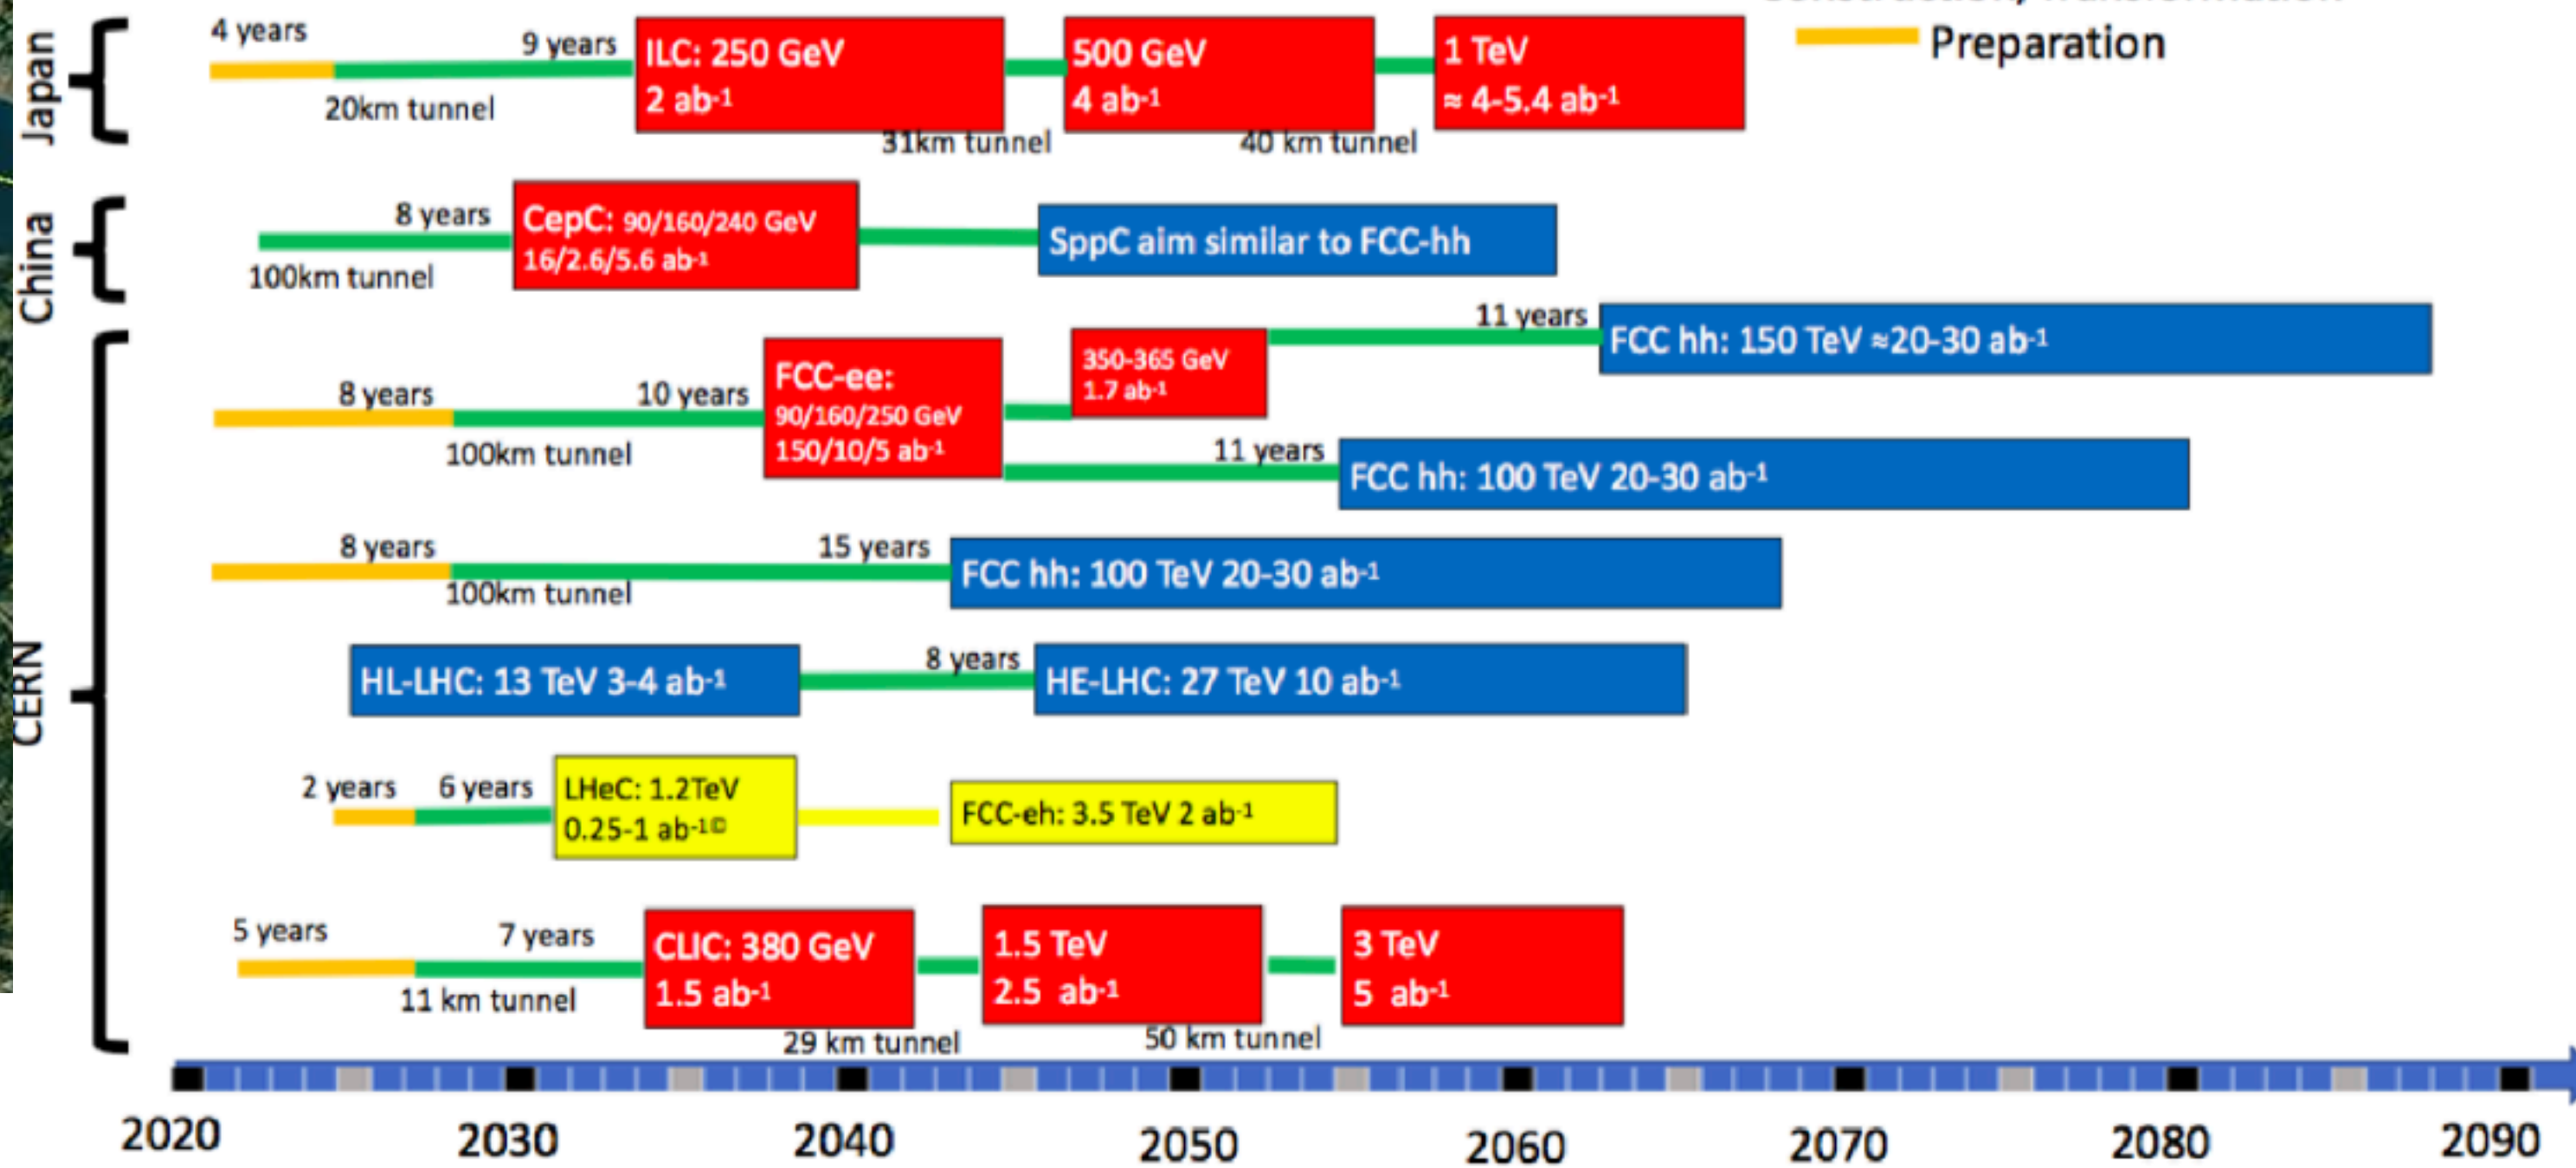 Preparation
Japan
4 years
9 years
20km tunnel
ILC: 250 GeV
2 ab-1
31km tunnel
500 GeV
4 ab-1
40 km tunnel
1 TeV
≈ 4-5.4 ab-1
China
8 years
100km tunnel
CepC: 90/160/240 GeV
16/2.6/5.6 ab-1
SppC aim similar to FCC-hh
CERN
8 years
10 years
100km tunnel
FCC-ee:
90/160/250 GeV
150/10/5 ab-1
350-365 GeV
1.7 ab-1
11 years
FCC hh: 150 TeV ≈20-30 ab-1
11 years
FCC hh: 100 TeV 20-30 ab-1
8 years
15 years
100km tunnel
FCC hh: 100 TeV 20-30 ab-1
HL-LHC: 13 TeV 3-4 ab-1
8 years
HE-LHC: 27 TeV 10 ab-1
2 years
6 years
LHeC: 1.2TeV
0.25-1 ab-1©
FCC-eh: 3.5 TeV 2 ab-1
5 years
7 years
11 km tunnel
CLIC: 380 GeV
1.5 ab-1
29 km tunnel
1.5 TeV
2.5 ab-1
50 km tunnel
3 TeV
5 ab-1
2020 2030 2040 2050 2060 2070 2080 2090